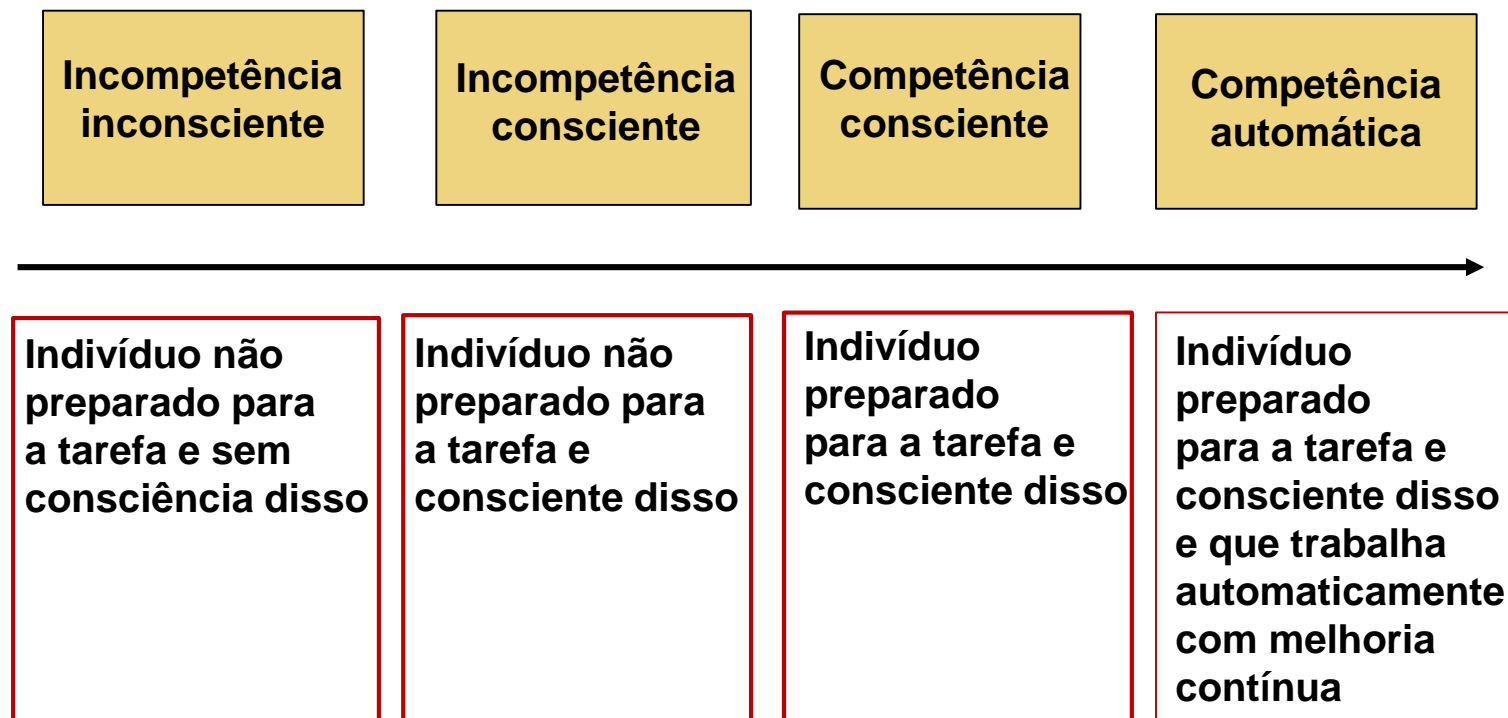 Incompetência
inconsciente
Incompetência
consciente
Competência
consciente
Competência
automática
Indivíduo não
preparado para
a tarefa e sem
consciência disso
Indivíduo não
preparado para
a tarefa e
consciente disso
Indivíduo
preparado
para a tarefa e
consciente disso
Indivíduo
preparado
para a tarefa e
consciente disso
e que trabalha
automaticamente
com melhoria
contínua